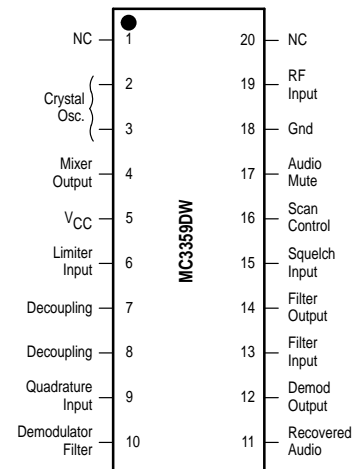 NC 1 20 NC
Crystal Osc. 2 19 RF Input
3 18 Gnd
Mixer Output 4 17 Audio Mute
VCC 5 16 Scan Control
Limiter Input 6 15 Squelch Input
Decoupling 7 14 Filter Output
Decoupling 8 13 Filter Input
Quadrature Input 9 12 Demod Output
Demodulator Filter 10 11 Recovered Audio
MC3359DW